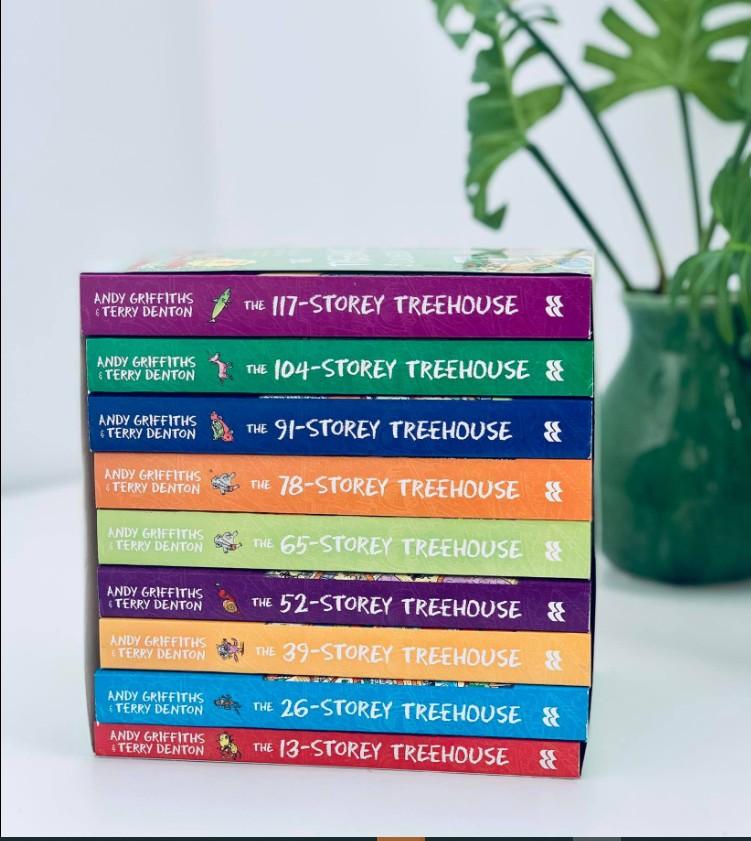 ANDY GRIFFITHS
& TERRY DENTON
THE 117-STOREY TREEHOUSE
ANDY GRIFFITHS
& TERRY DENTON
THE 104-STOREY TREEHOUSE
ANDY GRIFFITHS
& TERRY DENTON
THE 91-STOREY TREEHOUSE
ANDY GRIFFITHS
& TERRY DENTON
THE 78-STOREY TREEHOUSE
ANDY GRIFFITHS
& TERRY DENTON
THE 65-STOREY TREEHOUSE
ANDY GRIFFITHS
& TERRY DENTON
THE 52-STOREY TREEHOUSE
ANDY GRIFFITHS
& TERRY DENTON
THE 39-STOREY TREEHOUSE
ANDY GRIFFITHS
& TERRY DENTON
THE 26-STOREY TREEHOUSE
ANDY GRIFFITHS
& TERRY DENTON
THE 13-STOREY TREEHOUSE